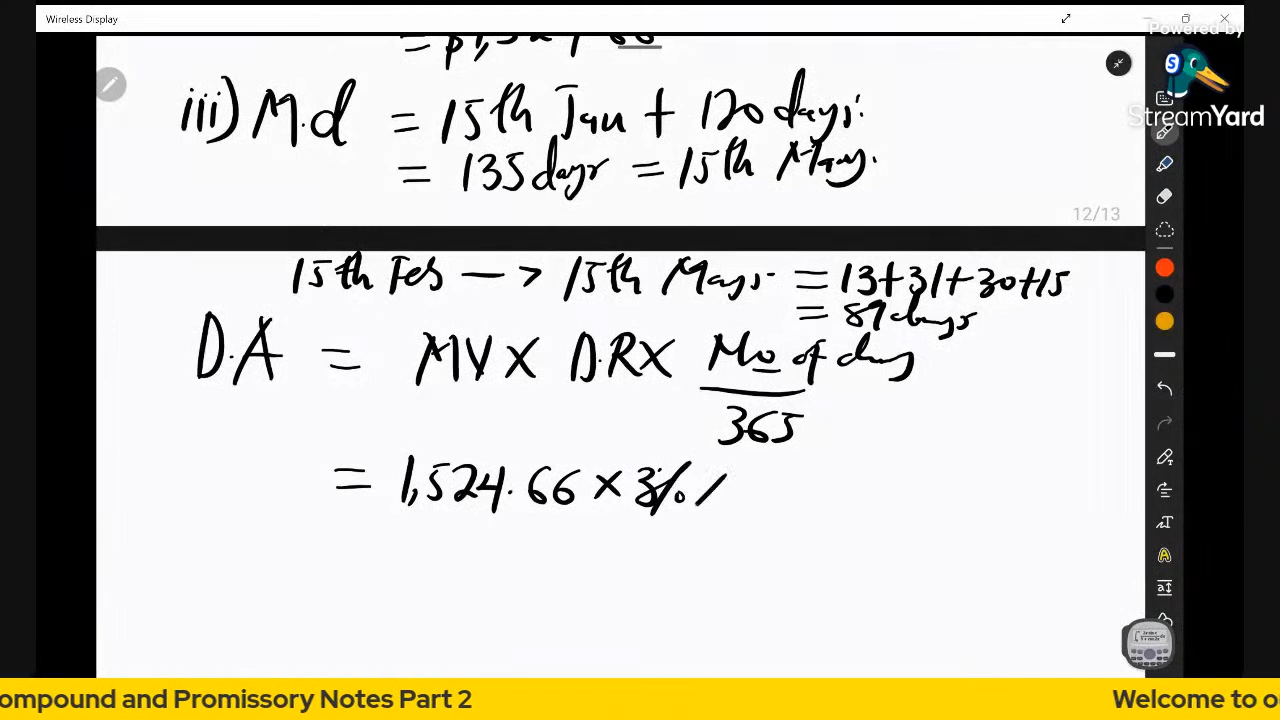 Wireless Display
Powered by
StreamYard
iii) M.d = 15th Jan + 120 days.
= 135 days = 15th May.
12/13
15th Feb —> 15th May = 13+31+30+15
= 89 days
D.A = MV X D.R X No of day
365
= 1,524.66 × 3%
ompound and Promissory Notes Part 2
Welcome to o